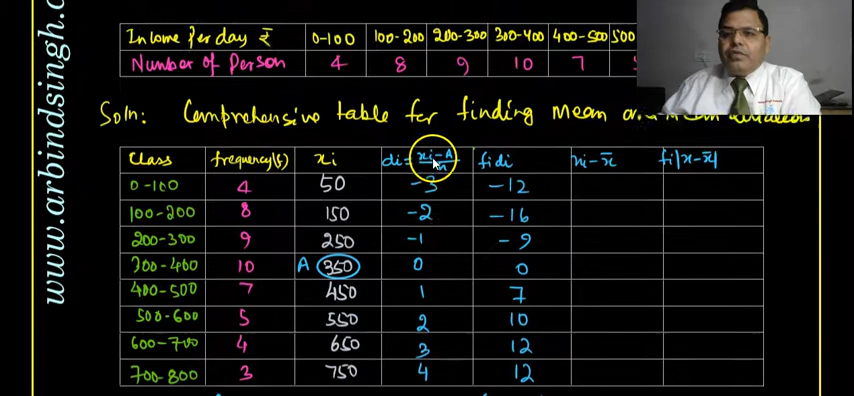 Income per day ₹ 0-100 100-200 200-300 300-400 400-500 500
Number of Person 4 8 9 10 7
Soln: Comprehensive table for finding Mean
Class frequency(f) xi di = xi-A/h fidi xi-x̅ fi|x-x̅|
0-100 4 50 -3 -12
100-200 8 150 -2 -16
200-300 9 250 -1 -9
300-400 10 A 350 0 0
400-500 7 450 1 7
500-600 5 550 2 10
600-700 4 650 3 12
700-800 3 750 4 12
www.arbindsingh.c